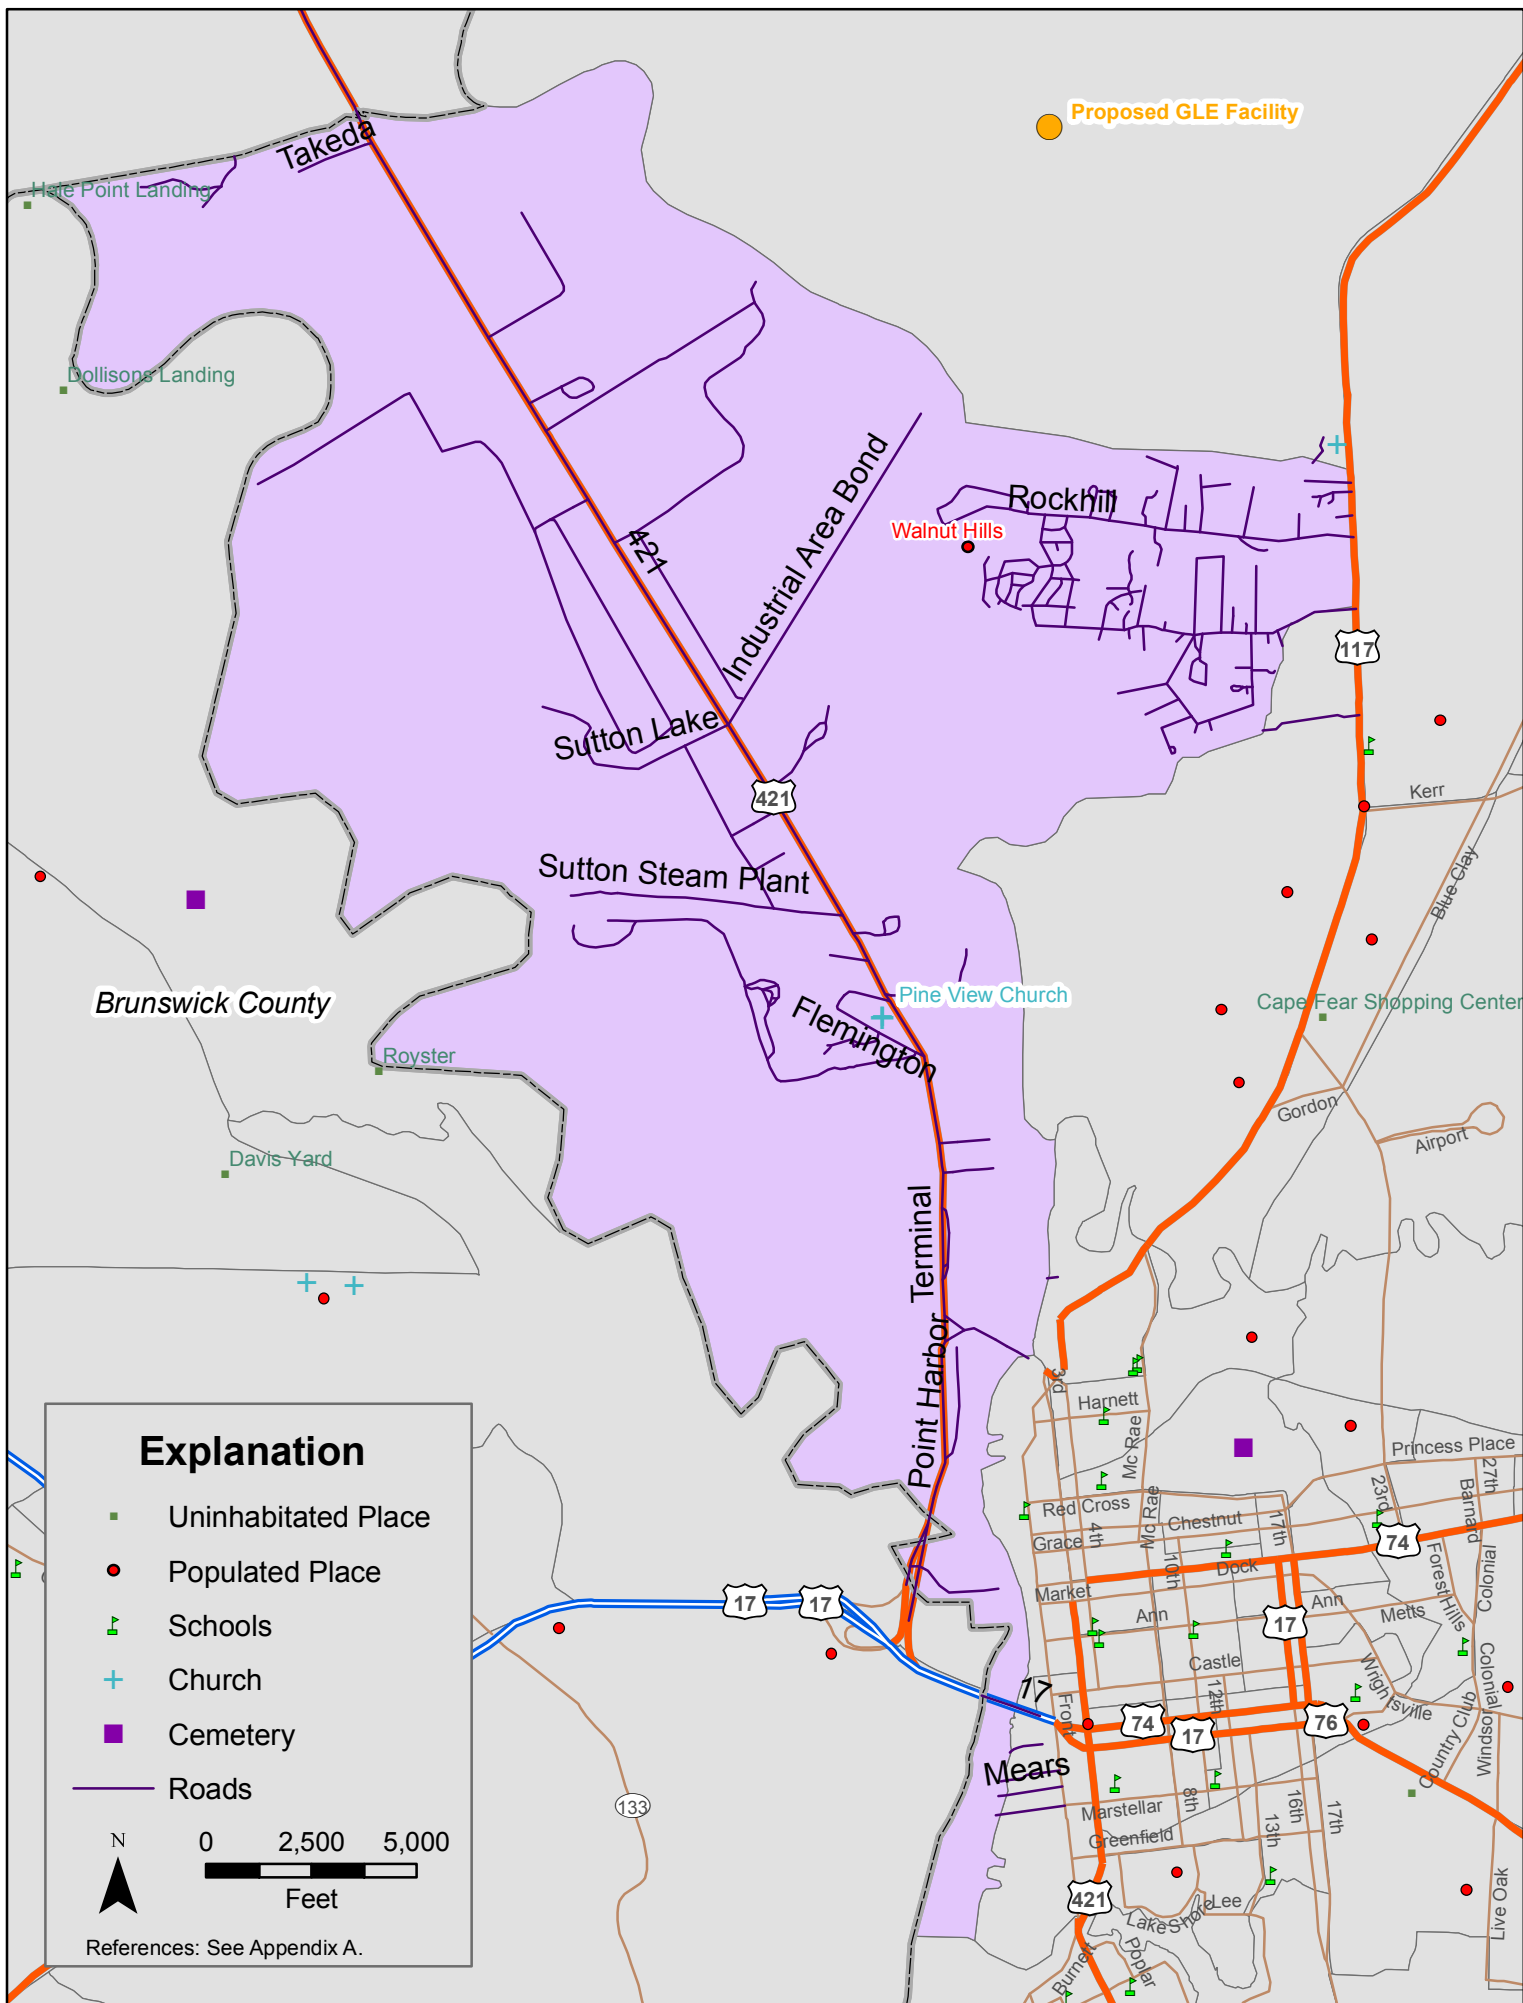 Proposed GLE Facility
Takeda
Hale Point Landing
Dollisons Landing
Industrial Area Bond
Rockhill
Walnut Hills
421
117
Sutton Lake
421
Kerr
Sutton Steam Plant
Blue Clay
Brunswick County
Pine View Church
Cape Fear Shopping Center
Flemington
Royster
Gordon
Airport
Davis Yard
Point Harbor Terminal
3rd
Harnett
Mc Rae
Princess Place
27th
23rd
Barnard
Red Cross
Mc Rae
Chestnut
17th
4th
Grace
74
10th
Dock
Forest Hills
Colonial
Market
17
17
Ann
17
Ann
Metts
Castle
Wrightsville
Colonial
17
12th
Front
74
17
76
Country Club
Windsor
Mears
133
Marstellar
8th
16th
17th
Greenfield
13th
421
Lake Shore
Lee
Live Oak
Burnett
Poplar
Explanation
Uninhabitated Place
Populated Place
Schools
Church
Cemetery
Roads
N
0 2,500 5,000
Feet
References: See Appendix A.